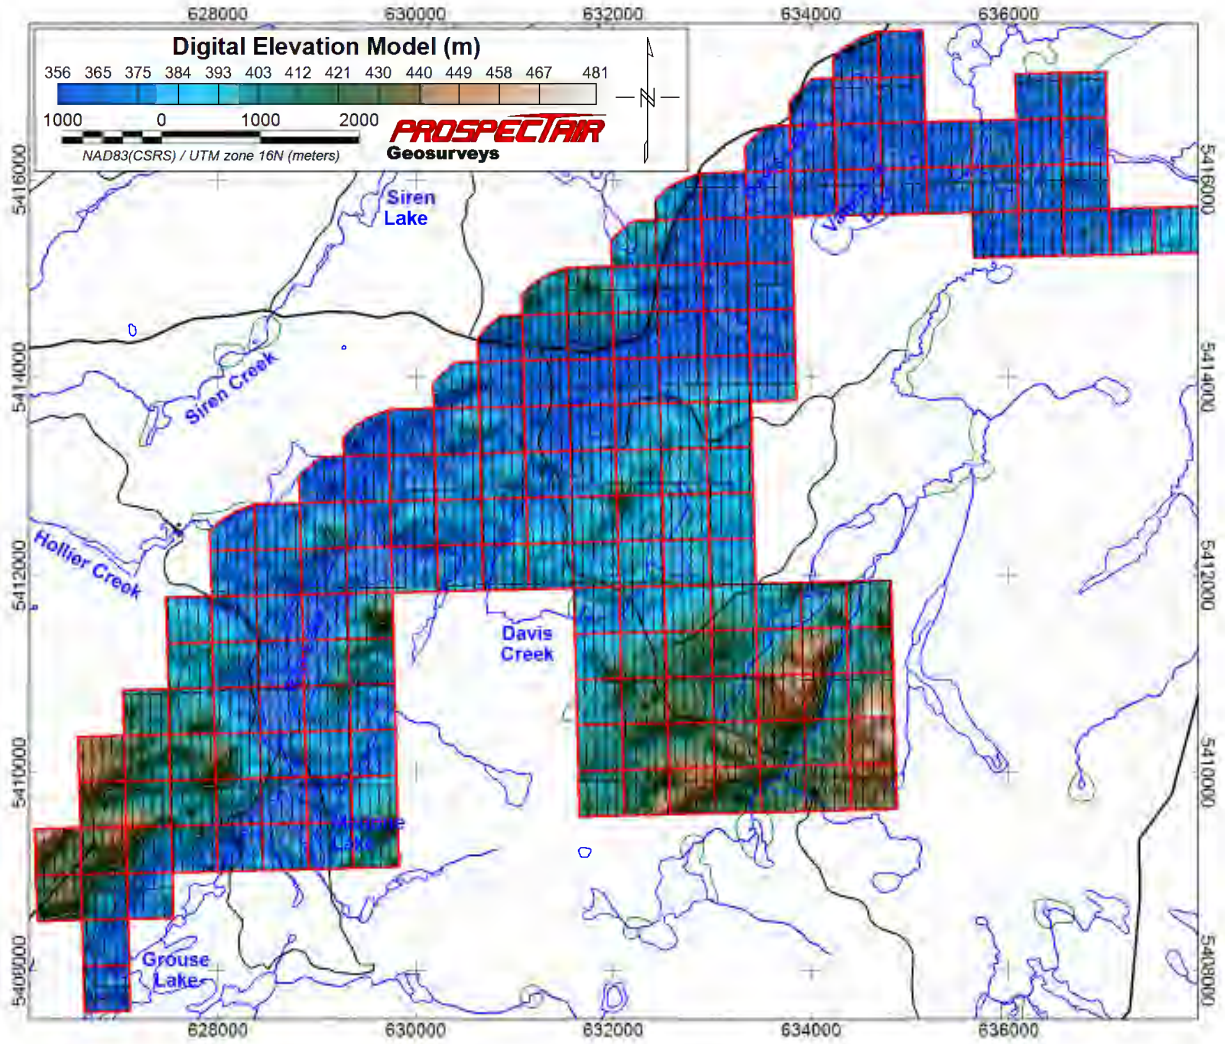 628000 630000 632000 634000 636000
Digital Elevation Model (m)
356 365 375 384 393 403 412 421 430 440 449 458 467 481
1000 0 1000 2000
NAD83(CSRS) / UTM zone 16N (meters)
PROSPECTAIR
Geosurveys
N
5416000
5416000
Siren
Lake
5414000
5414000
Siren Creek
5412000
5412000
Hollier Creek
Davis
Creek
5410000
5410000
Lake
5408000
5408000
Grouse
Lake
628000 630000 632000 634000 636000